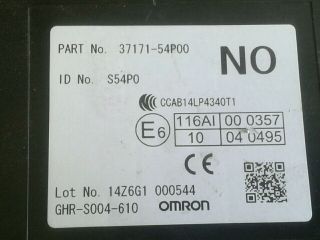 PART No. 37171-54P00 NO
ID No. S54P0
CCAB14LP4340T1
E6 116AI 00 0357
10 04 0495
CE
Lot No. 14Z6G1 000544
GHR-S004-610 OMRON